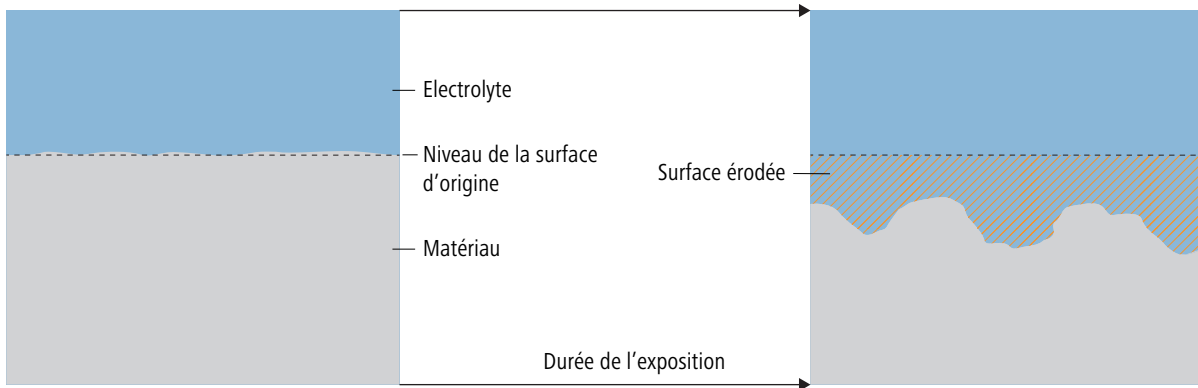 Electrolyte
Niveau de la surface
d'origine
Surface érodée
Matériau
Durée de l'exposition